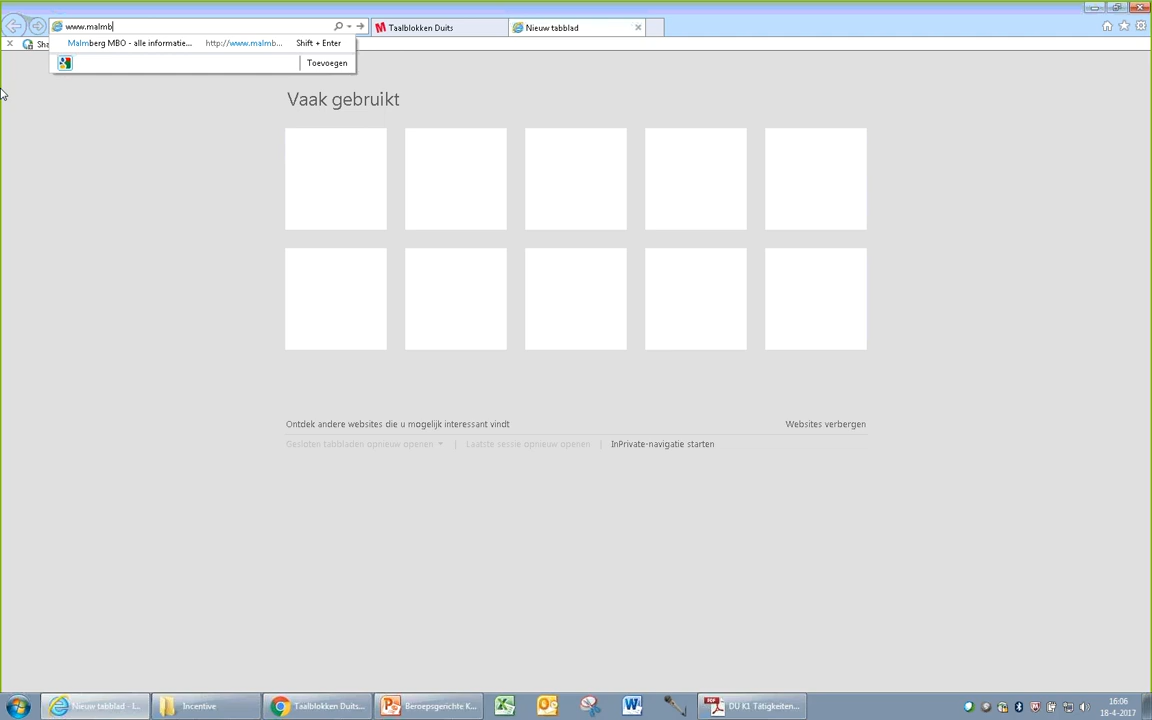 www.malmb
Taalblokken Duits
Nieuw tabblad
Sha
Malmberg MBO - alle informatie... http://www.malmb... Shift + Enter
Toevoegen
Vaak gebruikt
Ontdek andere websites die u mogelijk interessant vindt
Websites verbergen
Gesloten tabbladen opnieuw openen | Laatste sessie opnieuw openen | InPrivate-navigatie starten
Nieuw tabblad - I...
Incentive
Taalblokken Duits...
Beroepsgerichte K...
DU K1 Tätigkeiten...
16:06
18-4-2017